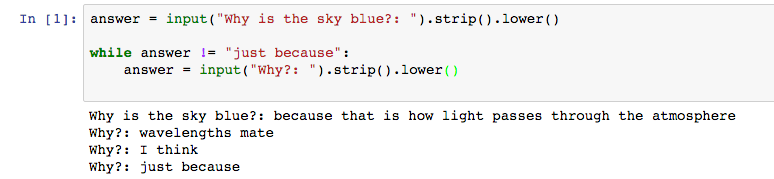 In [1]: answer = input("Why is the sky blue?: ").strip().lower()
while answer != "just because":
    answer = input("Why?: ").strip().lower()
Why is the sky blue?: because that is how light passes through the atmosphere
Why?: wavelengths mate
Why?: I think
Why?: just because